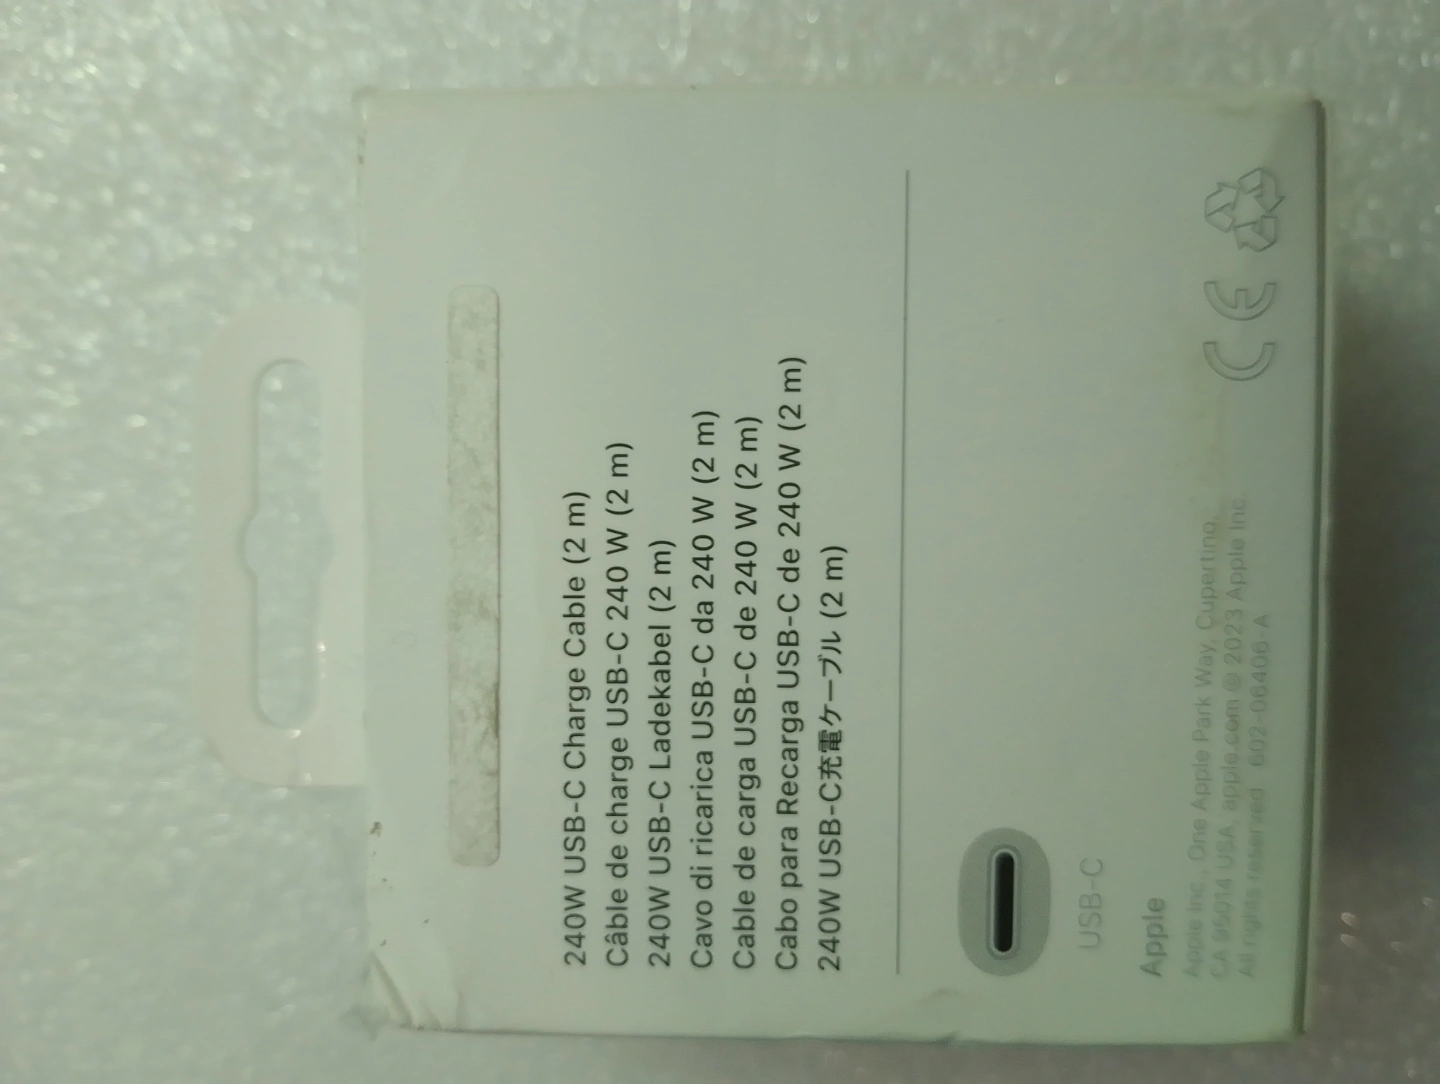 240W USB-C Charge Cable (2 m)
Câble de charge USB-C 240 W (2 m)
240W USB-C Ladekabel (2 m)
Cavo di ricarica USB-C da 240 W (2 m)
Cable de carga USB-C de 240 W (2 m)
Cabo para Recarga USB-C de 240 W (2 m)
240W USB-C充電ケーブル (2 m)
USB-C
Apple
Apple Inc., One Apple Park Way, Cupertino,
CA 95014 USA, apple.com © 2023 Apple Inc.
All rights reserved 602-06406-A
CE